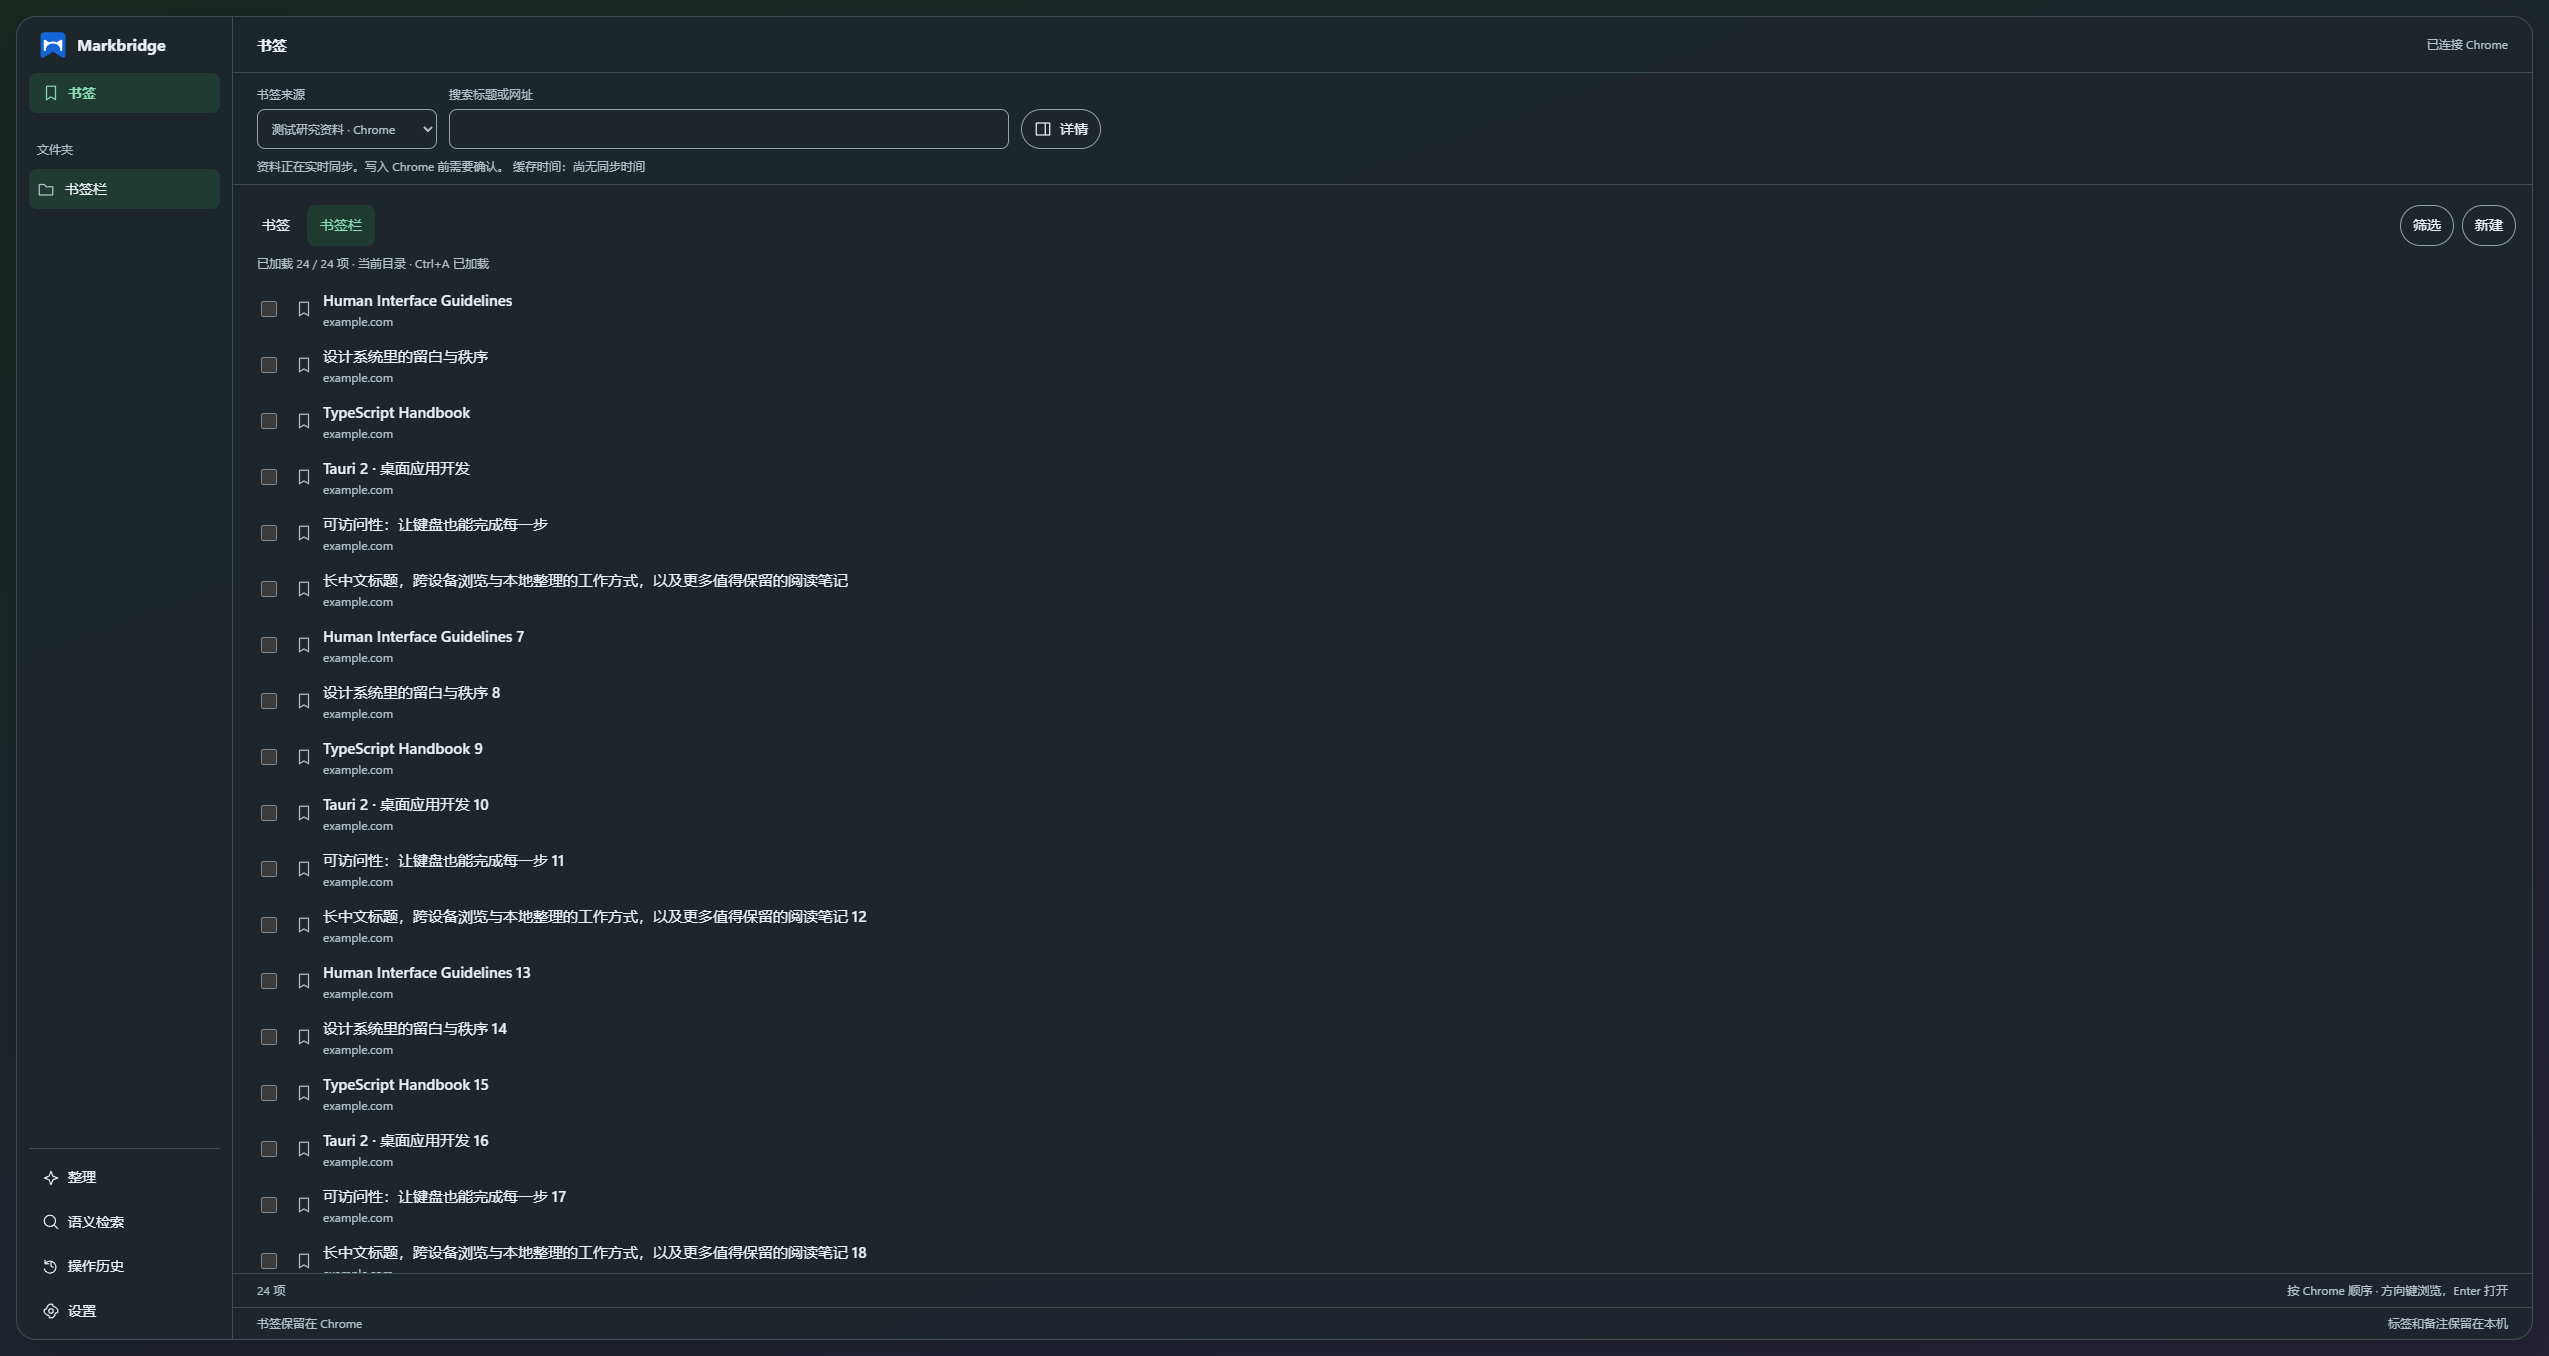 Markbridge
书签
文件夹
书签栏
整理
语义检索
操作历史
设置
书签
已连接 Chrome
书签来源
搜索标题或网址
测试研究资料 · Chrome
详情
资料正在实时同步。写入 Chrome 前需要确认。 缓存时间：尚无同步时间
书签 书签栏
筛选 新建
已加载 24 / 24 项 · 当前目录 · Ctrl+A 已加载
Human Interface Guidelines
example.com
设计系统里的留白与秩序
example.com
TypeScript Handbook
example.com
Tauri 2 · 桌面应用开发
example.com
可访问性：让键盘也能完成每一步
example.com
长中文标题，跨设备浏览与本地整理的工作方式，以及更多值得保留的阅读笔记
example.com
Human Interface Guidelines 7
example.com
设计系统里的留白与秩序 8
example.com
TypeScript Handbook 9
example.com
Tauri 2 · 桌面应用开发 10
example.com
可访问性：让键盘也能完成每一步 11
example.com
长中文标题，跨设备浏览与本地整理的工作方式，以及更多值得保留的阅读笔记 12
example.com
Human Interface Guidelines 13
example.com
设计系统里的留白与秩序 14
example.com
TypeScript Handbook 15
example.com
Tauri 2 · 桌面应用开发 16
example.com
可访问性：让键盘也能完成每一步 17
example.com
长中文标题，跨设备浏览与本地整理的工作方式，以及更多值得保留的阅读笔记 18
24 项
按 Chrome 顺序 · 方向键浏览，Enter 打开
书签保留在 Chrome
标签和备注保留在本机